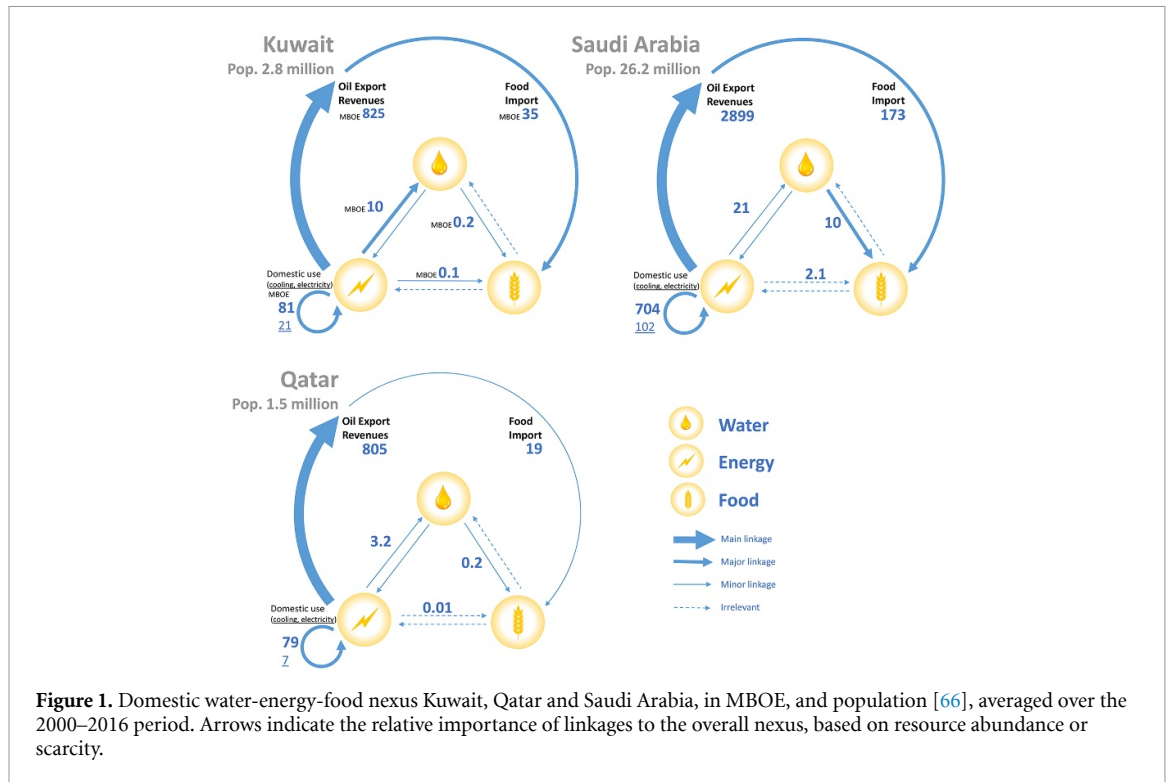 Kuwait
Pop. 2.8 million
Oil Export
Revenues
MBOE 825
Food
Import
MBOE 35
MBOE 10
MBOE 0.2
MBOE 0.1
Domestic use
(cooling, electricity)
MBOE
81
21
Saudi Arabia
Pop. 26.2 million
Oil Export
Revenues
2899
Food
Import
173
21
10
2.1
Domestic use
(cooling, electricity)
704
102
Qatar
Pop. 1.5 million
Oil Export
Revenues
805
Food
Import
19
3.2
0.2
0.01
Domestic use
(cooling, electricity)
79
7
Water
Energy
Food
Main linkage
Major linkage
Minor linkage
Irrelevant
Figure 1. Domestic water-energy-food nexus Kuwait, Qatar and Saudi Arabia, in MBOE, and population [66], averaged over the
2000–2016 period. Arrows indicate the relative importance of linkages to the overall nexus, based on resource abundance or
scarcity.